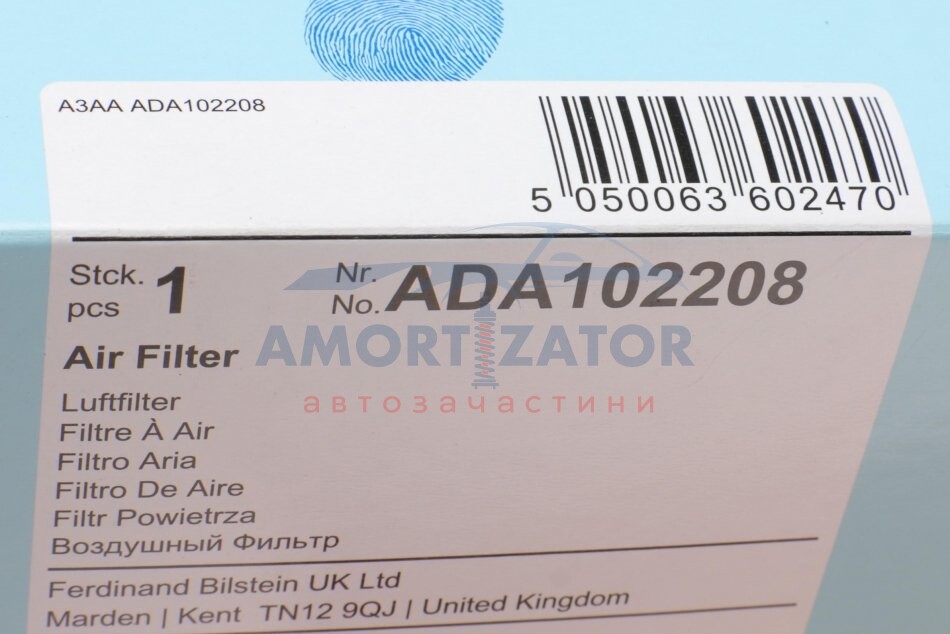 A3AA ADA102208
5 050063 602470
Stck. 1 Nr. ADA102208
pcs No.
AMORTIZATOR
Air Filter
автозачастини
Luftfilter
Filtre À Air
Filtro Aria
Filtro De Aire
Filtr Powietrza
Воздушный Фильтр
Ferdinand Bilstein UK Ltd
Marden | Kent TN12 9QJ | United Kingdom